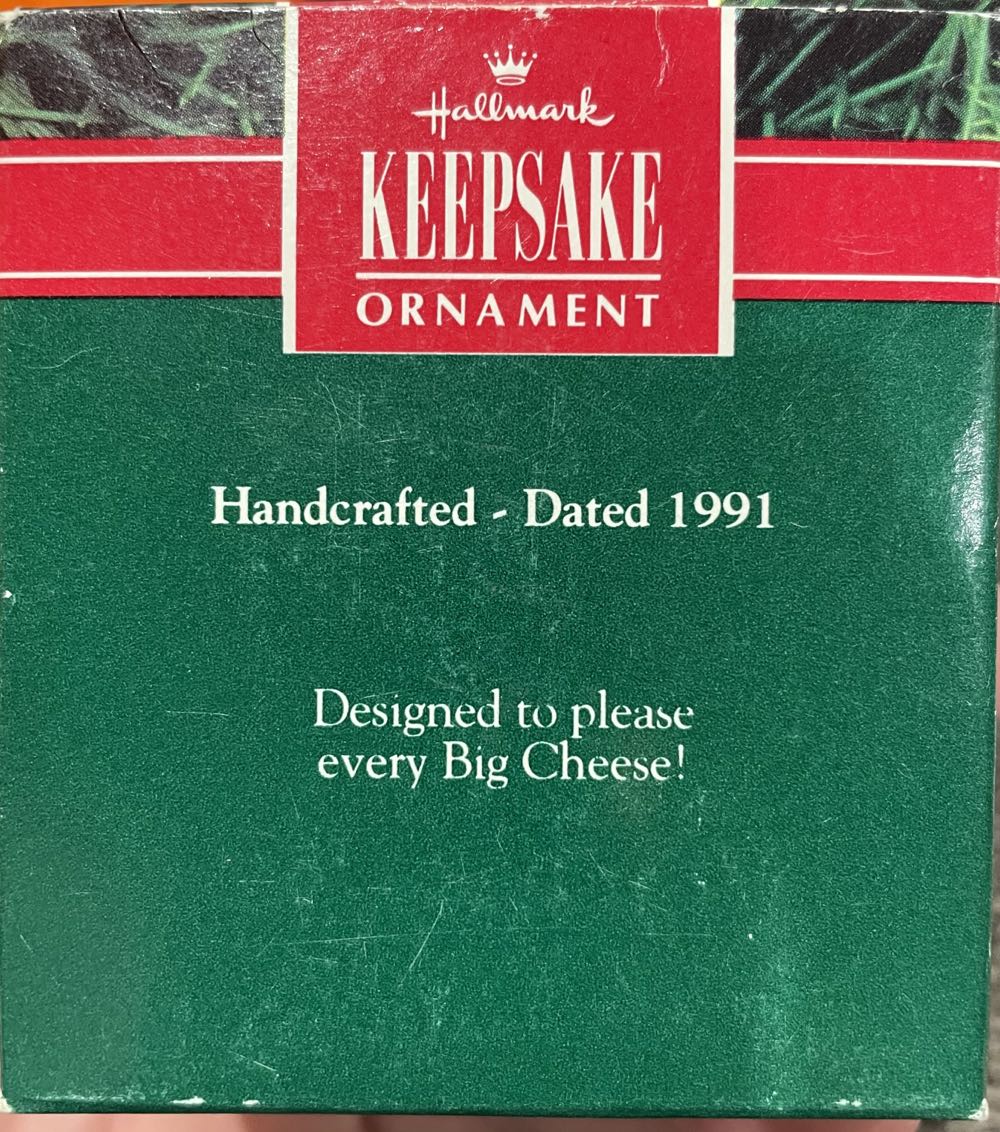 Hallmark
KEEPSAKE
ORNAMENT
Handcrafted - Dated 1991
Designed to please
every Big Cheese!